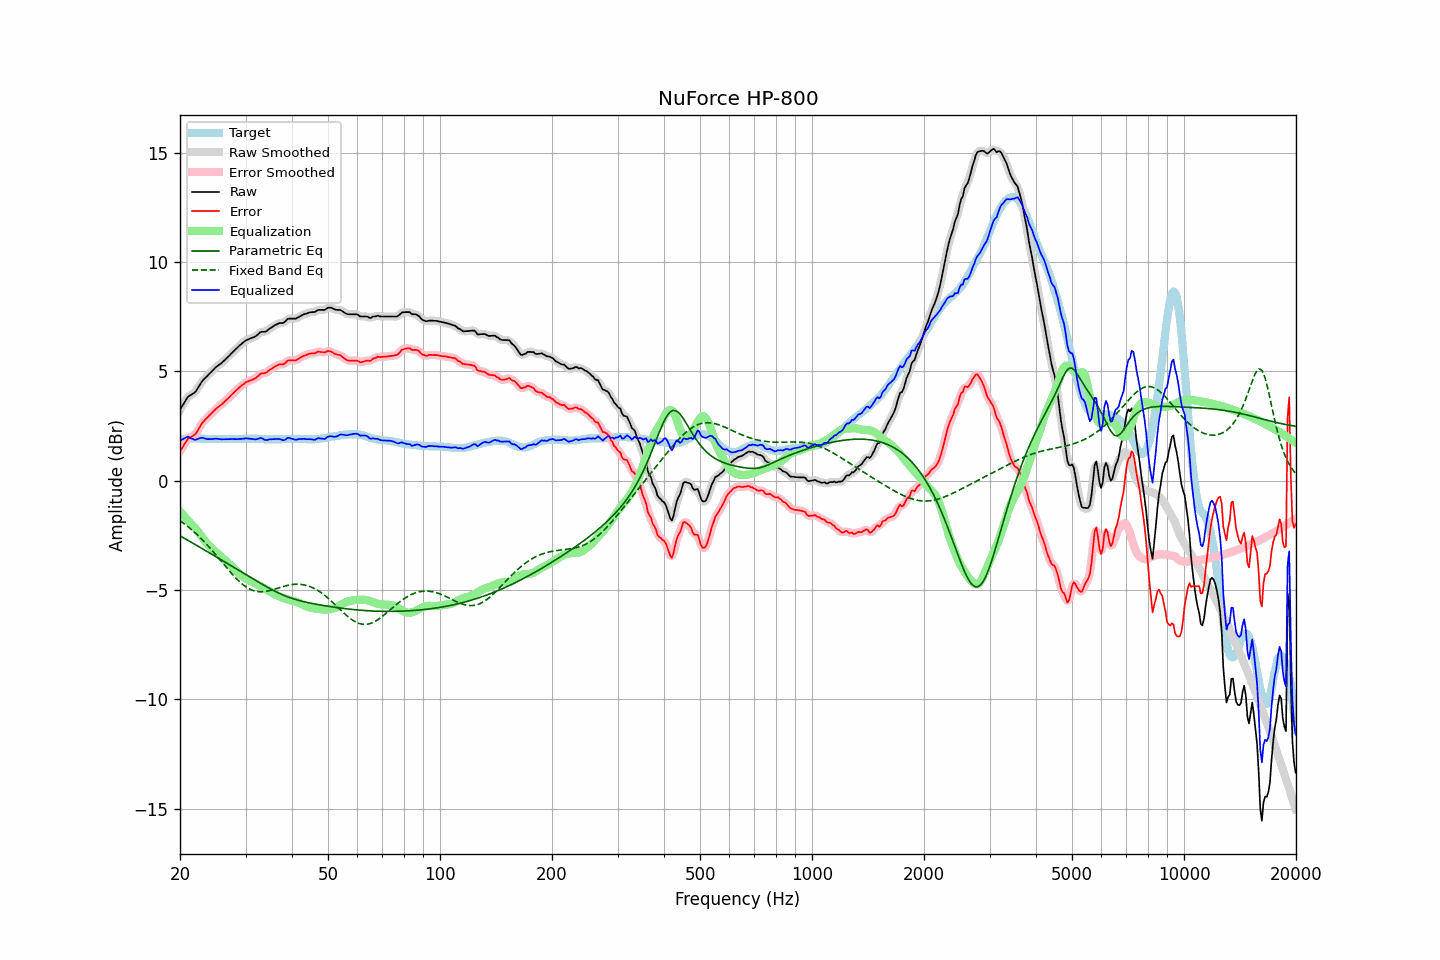 NuForce HP-800
Target
Raw Smoothed
Error Smoothed
Raw
Error
Equalization
Parametric Eq
Fixed Band Eq
Equalized
Amplitude (dBr)
15
10
5
0
−5
−10
−15
20
50
100
200
500
1000
2000
5000
10000
20000
Frequency (Hz)